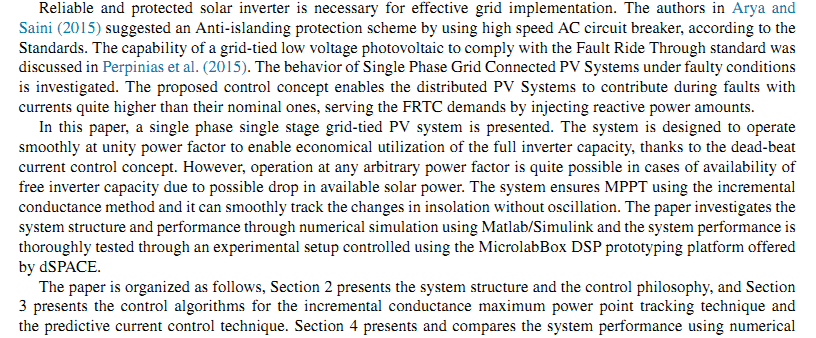 Reliable and protected solar inverter is necessary for effective grid implementation. The authors in Arya and
Saini (2015) suggested an Anti-islanding protection scheme by using high speed AC circuit breaker, according to the
Standards. The capability of a grid-tied low voltage photovoltaic to comply with the Fault Ride Through standard was
discussed in Perpinias et al. (2015). The behavior of Single Phase Grid Connected PV Systems under faulty conditions
is investigated. The proposed control concept enables the distributed PV Systems to contribute during faults with
currents quite higher than their nominal ones, serving the FRTC demands by injecting reactive power amounts.
In this paper, a single phase single stage grid-tied PV system is presented. The system is designed to operate
smoothly at unity power factor to enable economical utilization of the full inverter capacity, thanks to the dead-beat
current control concept. However, operation at any arbitrary power factor is quite possible in cases of availability of
free inverter capacity due to possible drop in available solar power. The system ensures MPPT using the incremental
conductance method and it can smoothly track the changes in insolation without oscillation. The paper investigates the
system structure and performance through numerical simulation using Matlab/Simulink and the system performance is
thoroughly tested through an experimental setup controlled using the MicrolabBox DSP prototyping platform offered
by dSPACE.
The paper is organized as follows, Section 2 presents the system structure and the control philosophy, and Section
3 presents the control algorithms for the incremental conductance maximum power point tracking technique and
the predictive current control technique. Section 4 presents and compares the system performance using numerical